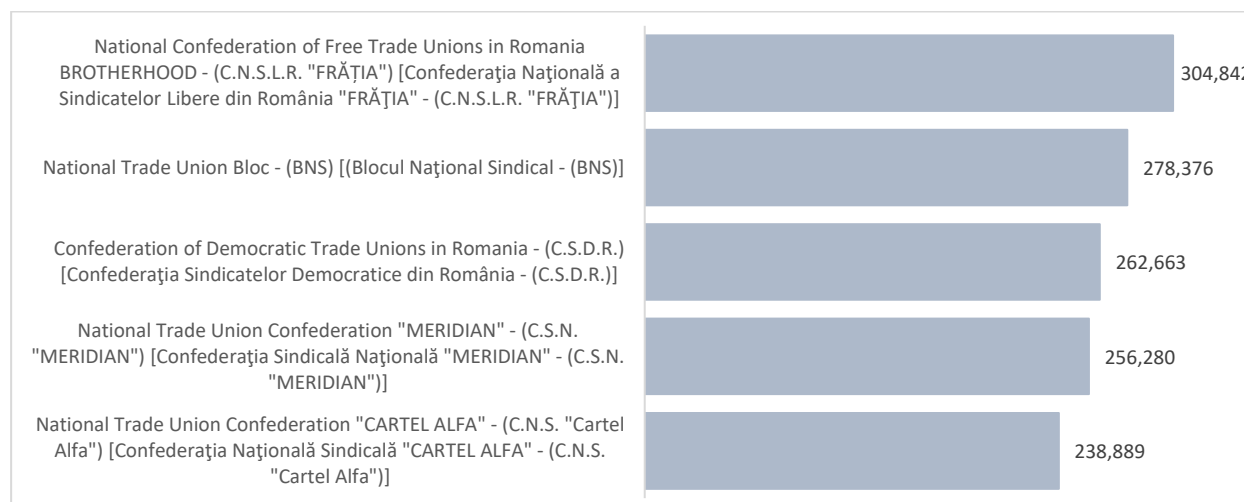 National Confederation of Free Trade Unions in Romania
BROTHERHOOD - (C.N.S.L.R. "FRĂȚIA") [Confederaţia Naţională a
Sindicatelor Libere din România "FRĂŢIA" - (C.N.S.L.R. "FRĂŢIA")]
304,842
National Trade Union Bloc - (BNS) [(Blocul Naţional Sindical - (BNS)]
278,376
Confederation of Democratic Trade Unions in Romania - (C.S.D.R.)
[Confederaţia Sindicatelor Democratice din România - (C.S.D.R.)]
262,663
National Trade Union Confederation "MERIDIAN" - (C.S.N.
"MERIDIAN") [Confederaţia Sindicală Naţională "MERIDIAN" - (C.S.N.
"MERIDIAN")]
256,280
National Trade Union Confederation "CARTEL ALFA" - (C.N.S. "Cartel
Alfa") [Confederaţia Naţională Sindicală "CARTEL ALFA" - (C.N.S.
"Cartel Alfa")]
238,889